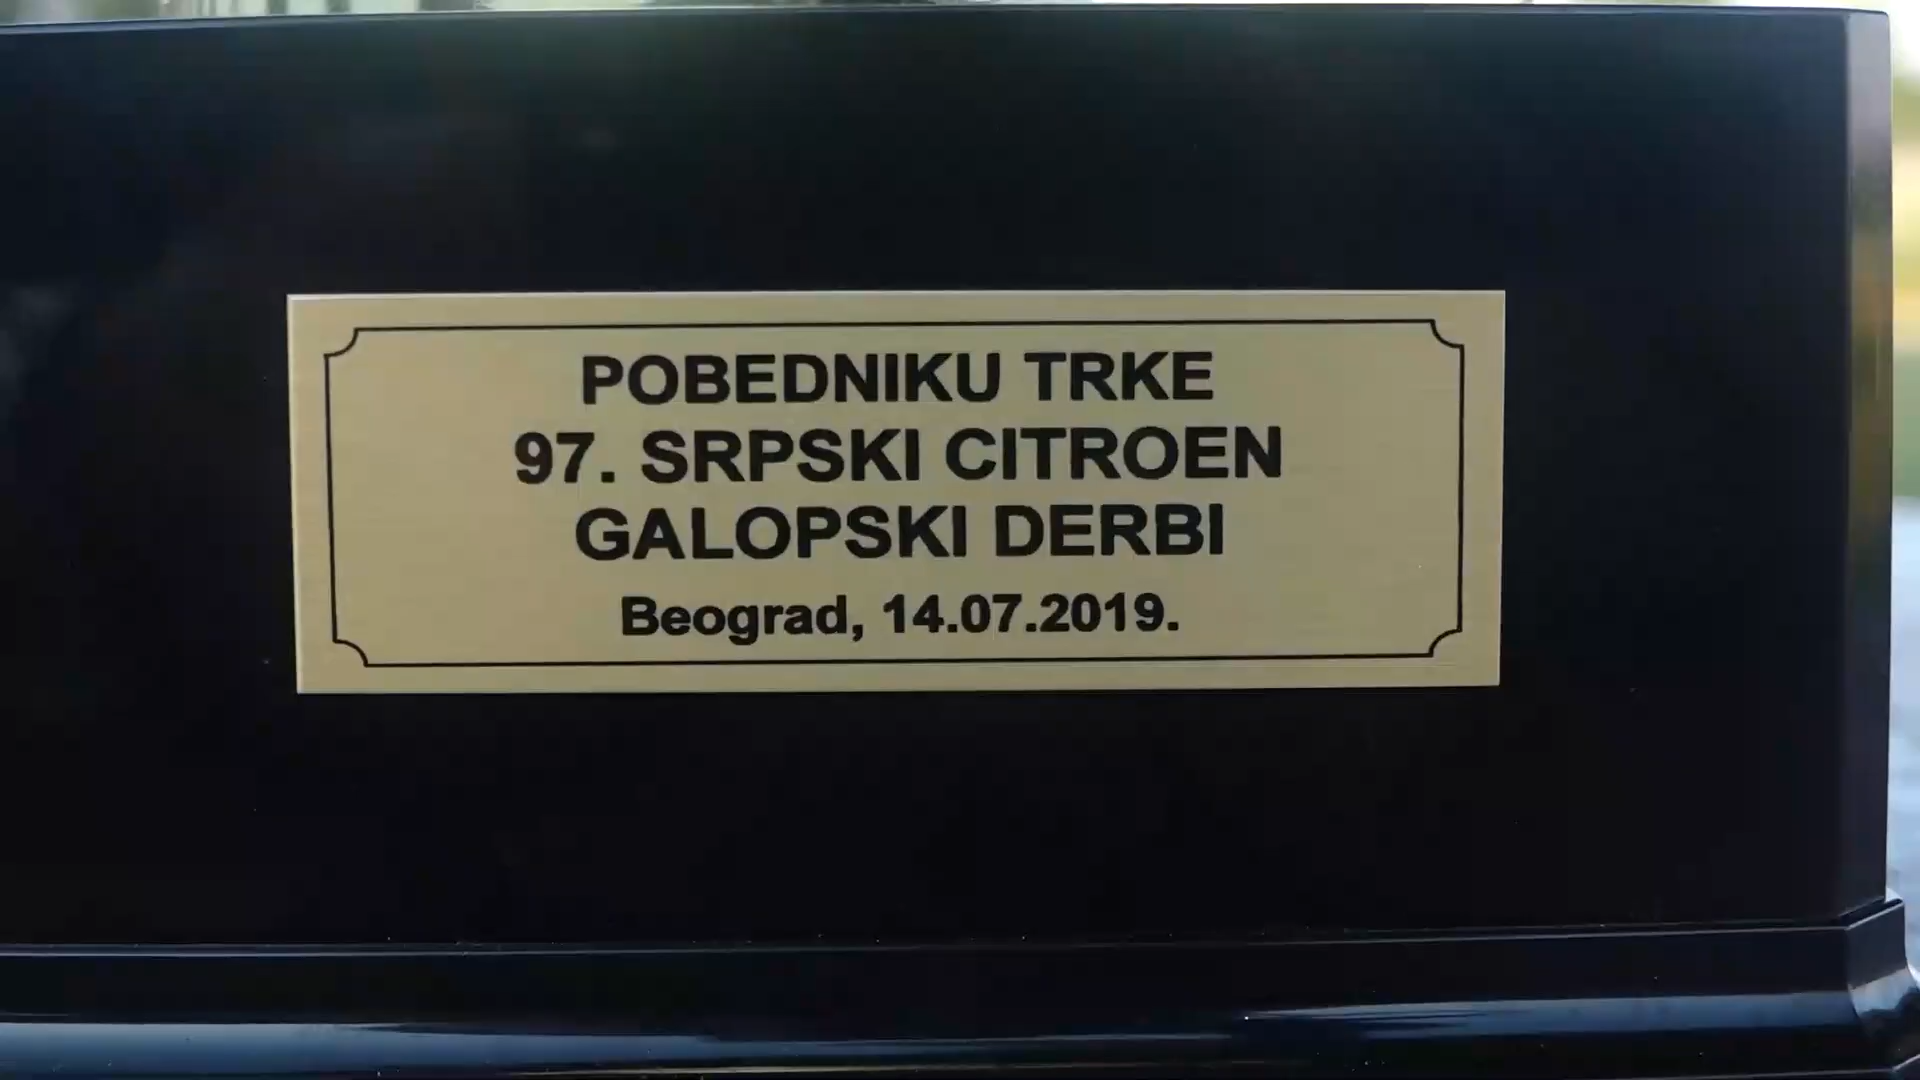 POBEDNIKU TRKE
97. SRPSKI CITROEN
GALOPSKI DERBI
Beograd, 14.07.2019.